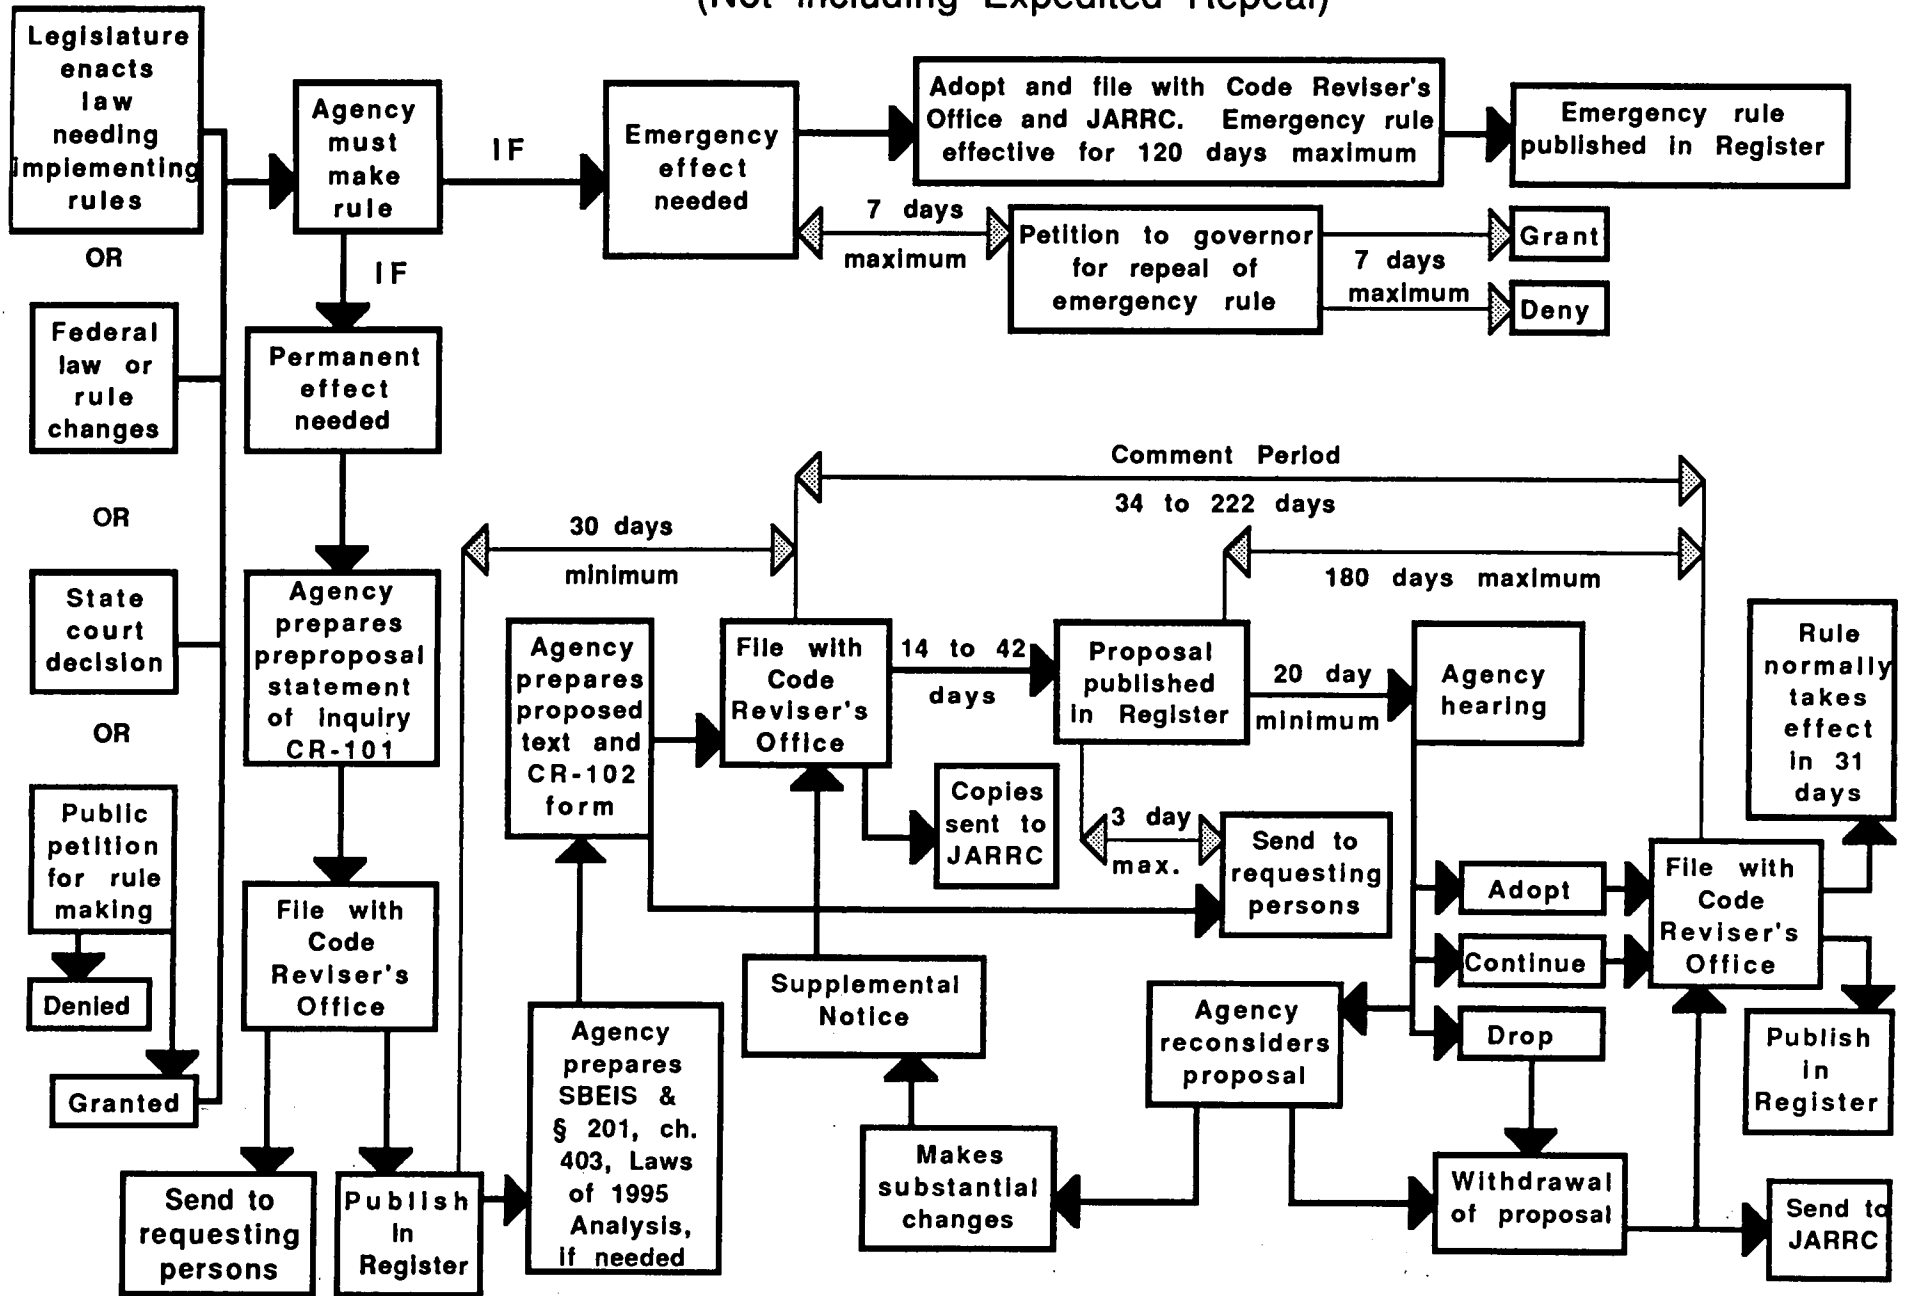 (Not Including Expedited Repeal)
Legislature
enacts
law
needing
implementing
rules
OR
Federal
law or
rule
changes
OR
State
court
decision
OR
Public
petition
for rule
making
Denied
Granted
Agency
must
make
rule
IF
IF
Emergency
effect
needed
Adopt and file with Code Reviser's
Office and JARRC. Emergency rule
effective for 120 days maximum
Emergency rule
published in Register
7 days
maximum
Petition to governor
for repeal of
emergency rule
7 days
maximum
Grant
Deny
Permanent
effect
needed
Agency
prepares
preproposal
statement
of inquiry
CR-101
File with
Code
Reviser's
Office
Send to
requesting
persons
Publish
In
Register
30 days
minimum
Agency
prepares
SBEIS &
§ 201, ch.
403, Laws
of 1995
Analysis,
if needed
Agency
prepares
proposed
text and
CR-102
form
File with
Code
Reviser's
Office
Comment Period
34 to 222 days
14 to 42
days
Copies
sent to
JARRC
Proposal
published
in Register
180 days maximum
20 day
minimum
3 day
max.
Send to
requesting
persons
Agency
hearing
Adopt
Continue
Drop
File with
Code
Reviser's
Office
Rule
normally
takes
effect
in 31
days
Publish
in
Register
Supplemental
Notice
Agency
reconsiders
proposal
Makes
substantial
changes
Withdrawal
of proposal
Send to
JARRC